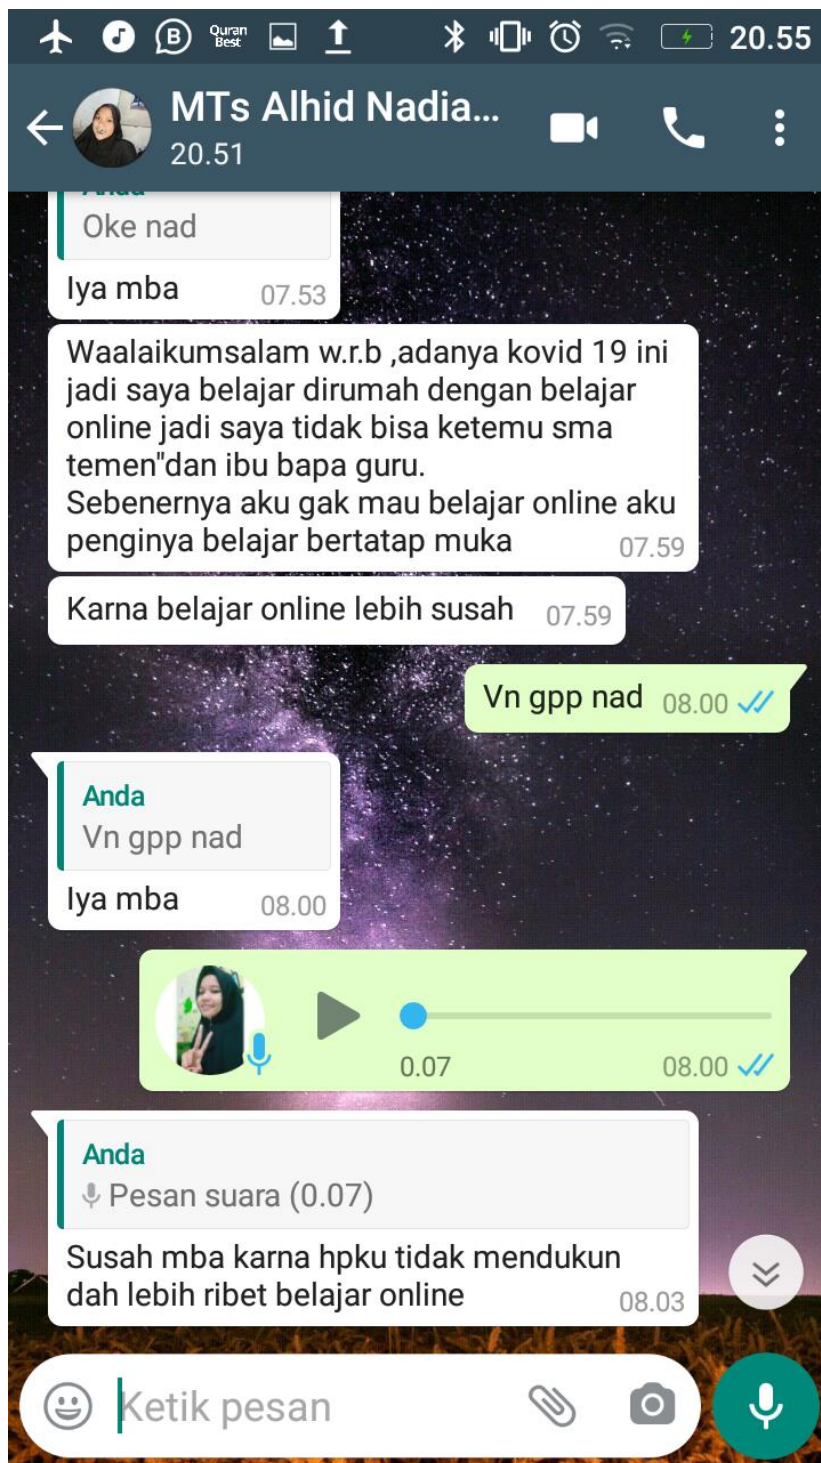 Quran
Best
20.55
MTs Alhid Nadia...
20.51
Anda
Oke nad
Iya mba 07.53
Waalaikumsalam w.r.b ,adanya kovid 19 ini
jadi saya belajar dirumah dengan belajar
online jadi saya tidak bisa ketemu sma
temen"dan ibu bapa guru.
Sebenernya aku gak mau belajar online aku
penginya belajar bertatap muka 07.59
Karna belajar online lebih susah 07.59
Vn gpp nad 08.00
Anda
Vn gpp nad
Iya mba 08.00
0.07 08.00
Anda
Pesan suara (0.07)
Susah mba karna hpku tidak mendukun
dah lebih ribet belajar online 08.03
Ketik pesan